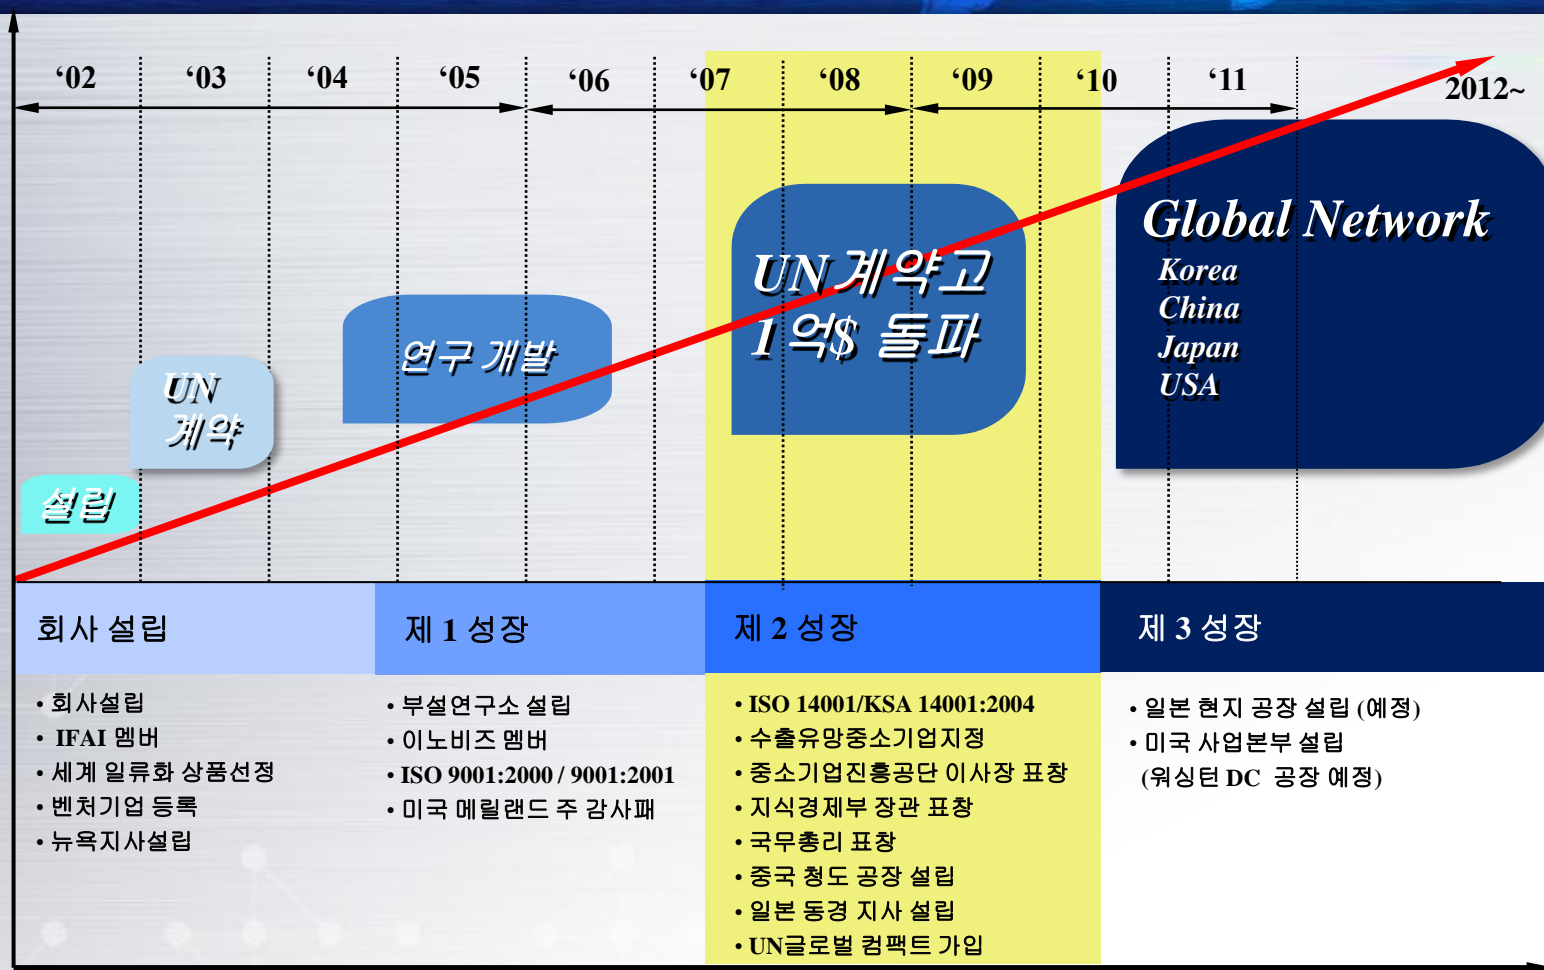 ‘02 ‘03 ‘04 ‘05 ‘06 ‘07 ‘08 ‘09 ‘10 ‘11 2012~
설립
UN
계약
연구 개발
UN계약고
1억$ 돌파
Global Network
Korea
China
Japan
USA
회사 설립
• 회사설립
• IFAI 멤버
• 세계 일류화 상품선정
• 벤처기업 등록
• 뉴욕지사설립
제 1 성장
• 부설연구소 설립
• 이노비즈 멤버
• ISO 9001:2000 / 9001:2001
• 미국 메릴랜드 주 감사패
제 2 성장
• ISO 14001/KSA 14001:2004
• 수출유망중소기업지정
• 중소기업진흥공단 이사장 표창
• 지식경제부 장관 표창
• 국무총리 표창
• 중국 청도 공장 설립
• 일본 동경 지사 설립
• UN글로벌 컴팩트 가입
제 3 성장
• 일본 현지 공장 설립 (예정)
• 미국 사업본부 설립
(워싱턴 DC 공장 예정)